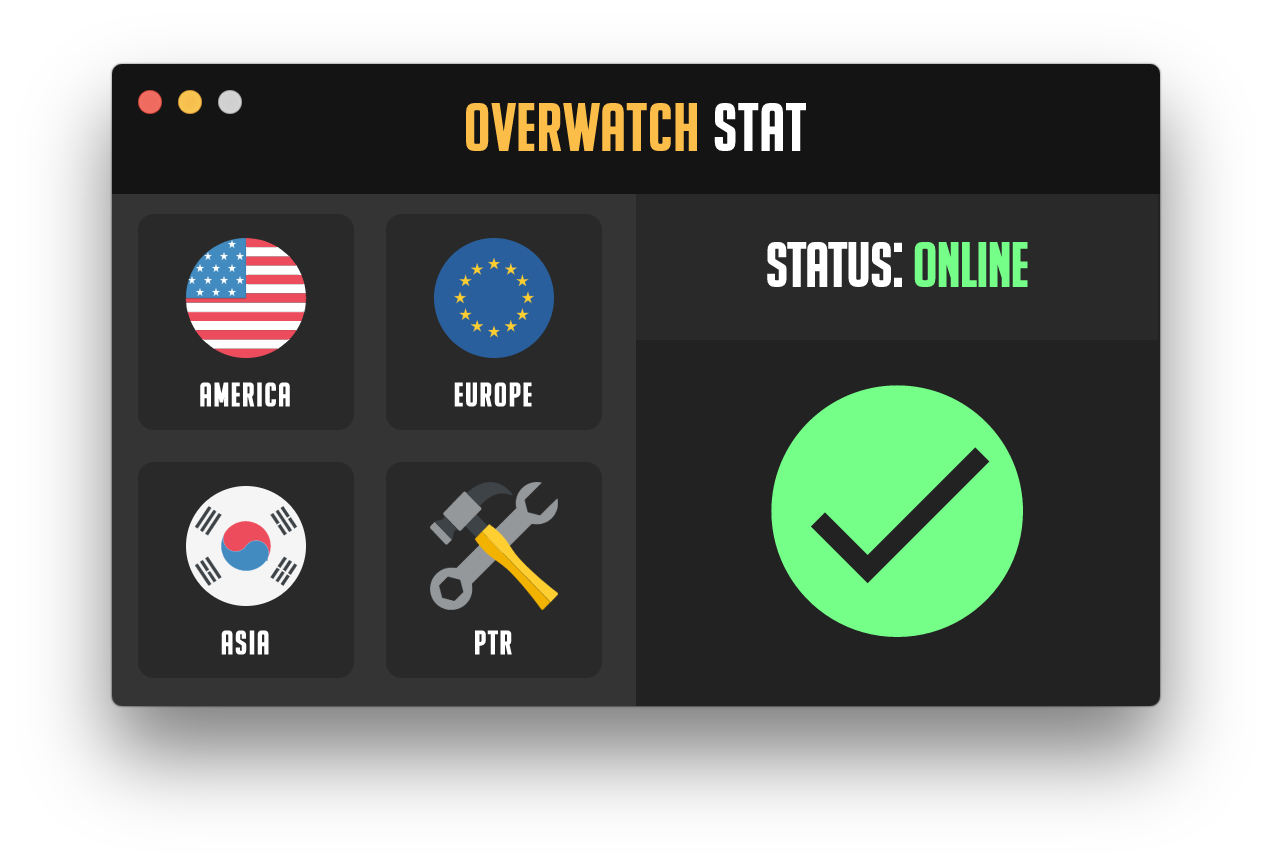 OVERWATCH STAT
AMERICA
EUROPE
ASIA
PTR
STATUS: ONLINE